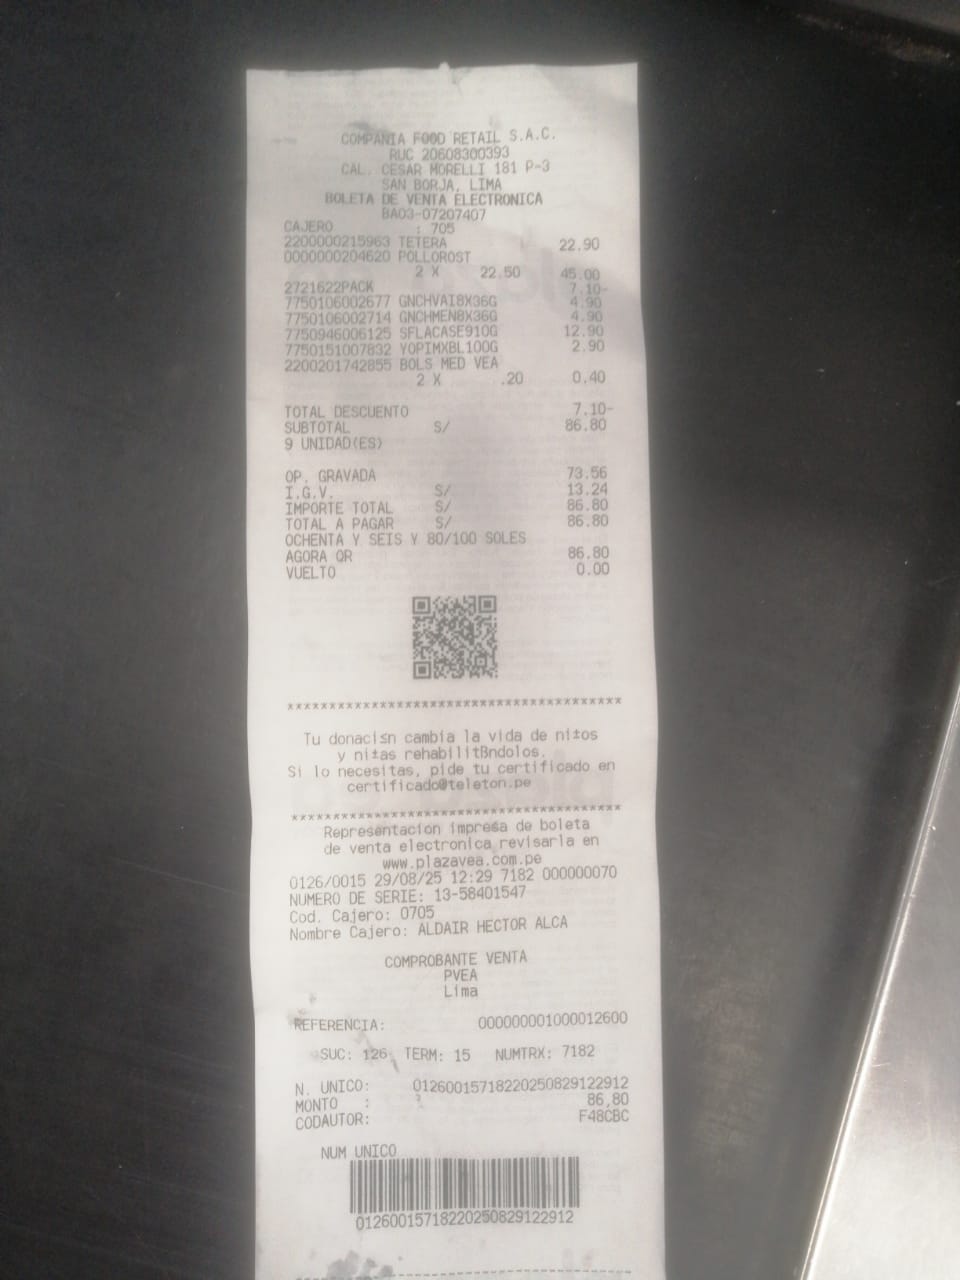 COMPAÑIA FOOD RETAIL S.A.C.
RUC 20608300393
CAL. CESAR MORELLI 181 P-3
SAN BORJA, LIMA
BOLETA DE VENTA ELECTRONICA
BA03-07207407
CAJERO : 705
2200000215963 TETERA 22.90
0000000204620 POLLOROST
2 X 22.50 45.00
2721622PACK 7.10-
7750106002677 GNCHVAI8X36G 4.90
7750106002714 GNCHMEN8X36G 4.90
7750946006125 SFLACASE910G 12.90
7750151007832 YOPIMXBL100G 2.90
2200201742855 BOLS MED VEA
2 X .20 0.40
TOTAL DESCUENTO 7.10-
SUBTOTAL S/ 86.80
9 UNIDAD(ES)
OP. GRAVADA 73.56
I.G.V. S/ 13.24
IMPORTE TOTAL S/ 86.80
TOTAL A PAGAR S/ 86.80
OCHENTA Y SEIS Y 80/100 SOLES
AGORA QR 86.80
VUELTO 0.00
****************************************
Tu donaci≤n cambia la vida de ni±os
y ni±as rehabilitßndolos.
Si lo necesitas, pide tu certificado en
certificado@teleton.pe
****************************************
Representacion impresa de boleta
de venta electronica revisarla en
www.plazavea.com.pe
0126/0015 29/08/25 12:29 7182 000000070
NUMERO DE SERIE: 13-58401547
Cod. Cajero: 0705
Nombre Cajero: ALDAIR HECTOR ALCA
COMPROBANTE VENTA
PVEA
Lima
REFERENCIA: 000000001000012600
SUC: 126 TERM: 15 NUMTRX: 7182
N. UNICO: 01260015718220250829122912
MONTO : 86,80
CODAUTOR: F48CBC
NUM UNICO
01260015718220250829122912